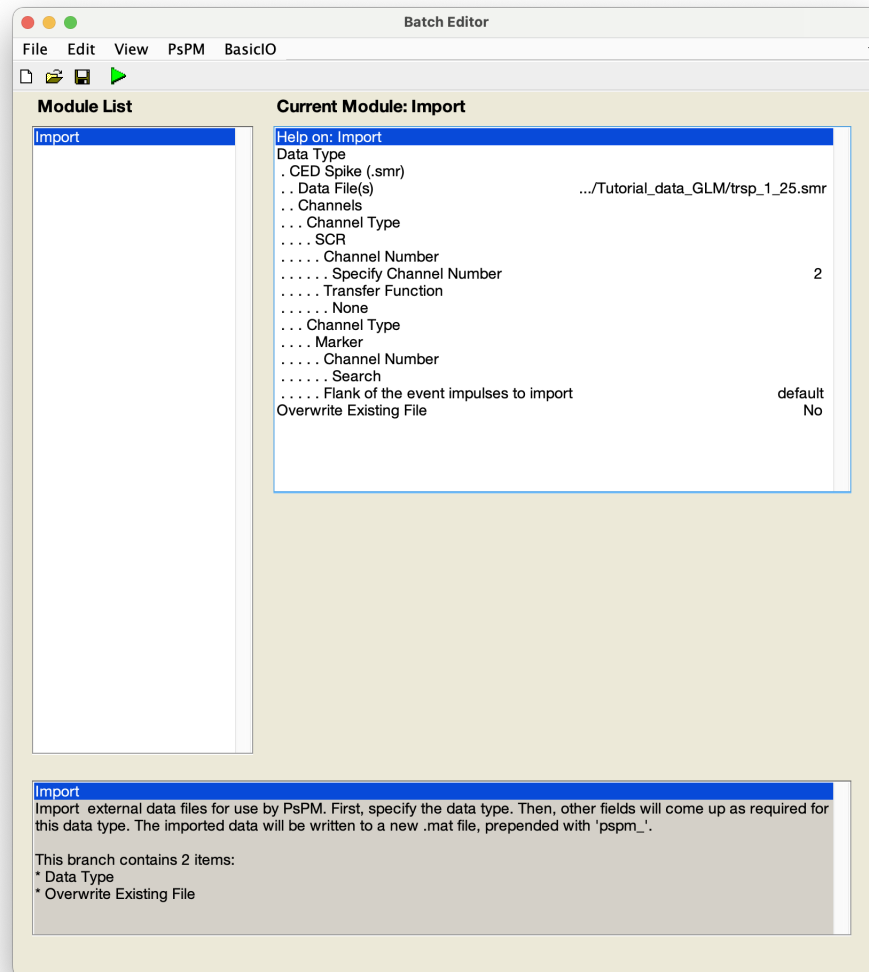 Batch Editor
File Edit View PsPM BasicIO
Module List
Current Module: Import
Import
Help on: Import
Data Type
. CED Spike (.smr)
. . Data File(s) .../Tutorial_data_GLM/trsp_1_25.smr
. . Channels
. . . Channel Type
. . . . SCR
. . . . . Channel Number
. . . . . . Specify Channel Number 2
. . . . . Transfer Function
. . . . . . None
. . . Channel Type
. . . . Marker
. . . . . Channel Number
. . . . . . Search
. . . . . Flank of the event impulses to import default
Overwrite Existing File No
Import
Import external data files for use by PsPM. First, specify the data type. Then, other fields will come up as required for
this data type. The imported data will be written to a new .mat file, prepended with 'pspm_'.
This branch contains 2 items:
* Data Type
* Overwrite Existing File